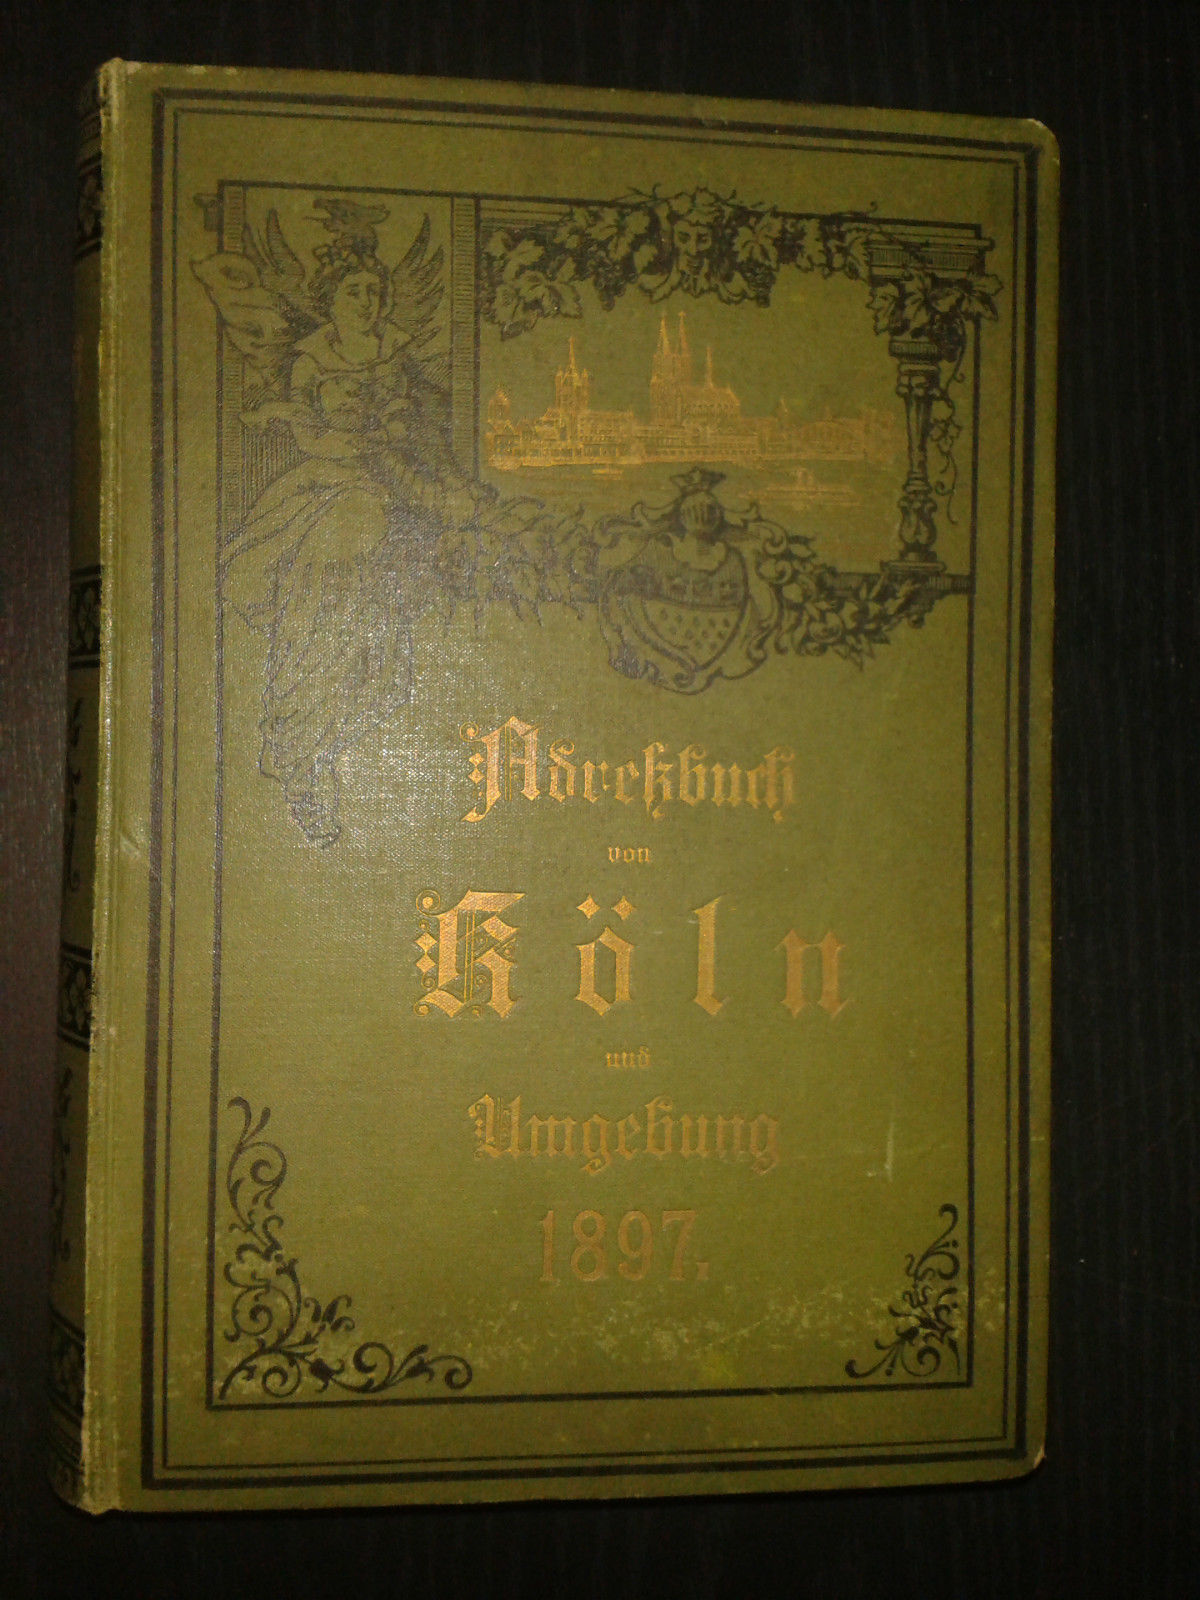 Adreßbuch
von
Köln
und
Umgebung
1897.